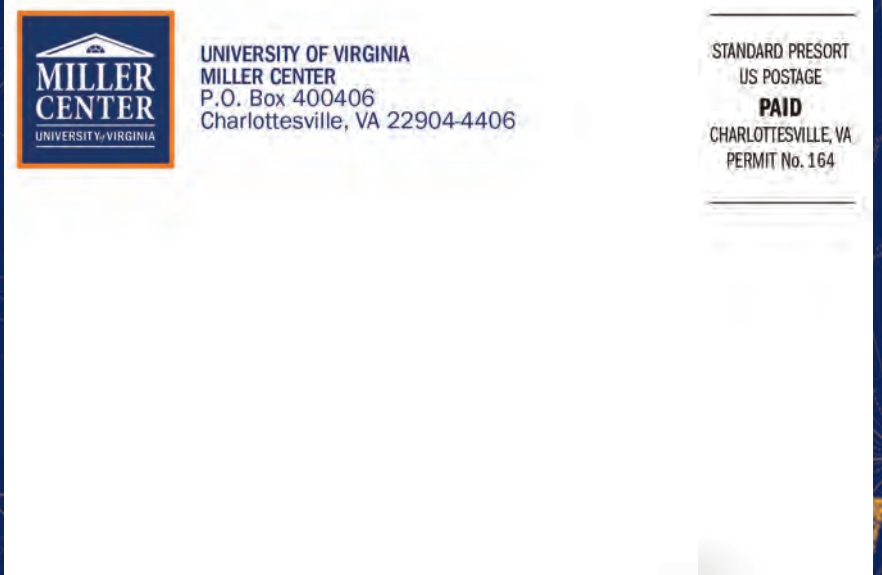 MILLER
CENTER
UNIVERSITY of VIRGINIA
UNIVERSITY OF VIRGINIA
MILLER CENTER
P.O. Box 400406
Charlottesville, VA 22904-4406
STANDARD PRESORT
US POSTAGE
PAID
CHARLOTTESVILLE, VA
PERMIT No. 164